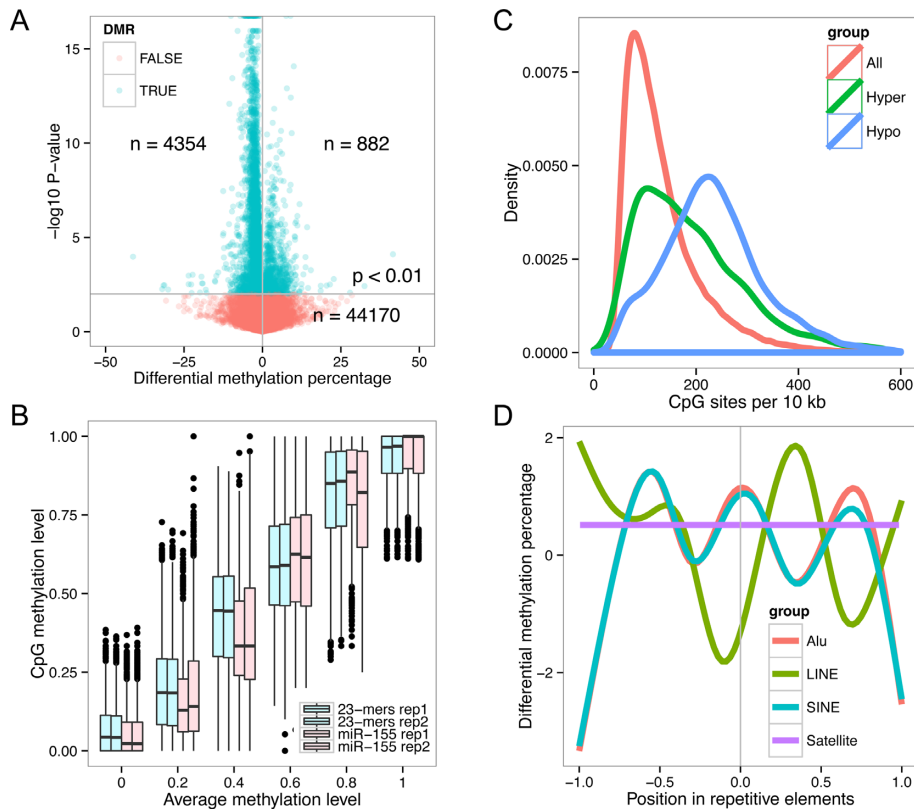 A
DMR
FALSE
TRUE
n = 4354
n = 882
p < 0.01
n = 44170
15
10
5
0
−log10 P−value
−50
−25
0
25
50
Differential methylation percentage
C
group
All
Hyper
Hypo
0.0075
0.0050
0.0025
0.0000
Density
0
200
400
600
CpG sites per 10 kb
B
1.00
0.75
0.50
0.25
0.00
CpG methylation level
23−mers rep1
23−mers rep2
miR−155 rep1
miR−155 rep2
0
0.2
0.4
0.6
0.8
1
Average methylation level
D
2
0
−2
Differential methylation percentage
group
Alu
LINE
SINE
Satellite
−1.0
−0.5
0.0
0.5
1.0
Position in repetitive elements